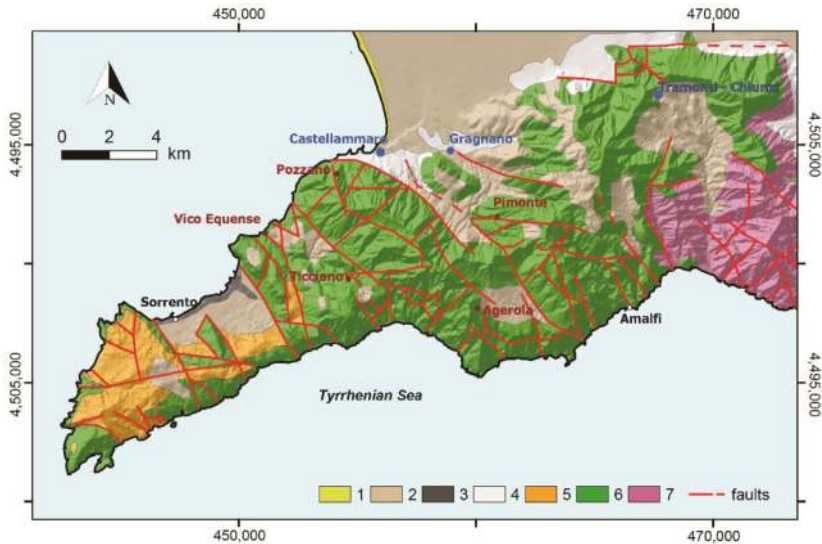 450,000 470,000
4,495,000
4,505,000
N
0 2 4
km
Castellammare
Gragnano
Tramonti - Chiunzi
Pozzano
Pimonte
Vico Equense
Ticciano
Sorrento
Agerola
Amalfi
4,505,000
4,495,000
Tyrrhenian Sea
1 2 3 4 5 6 7 faults
450,000 470,000